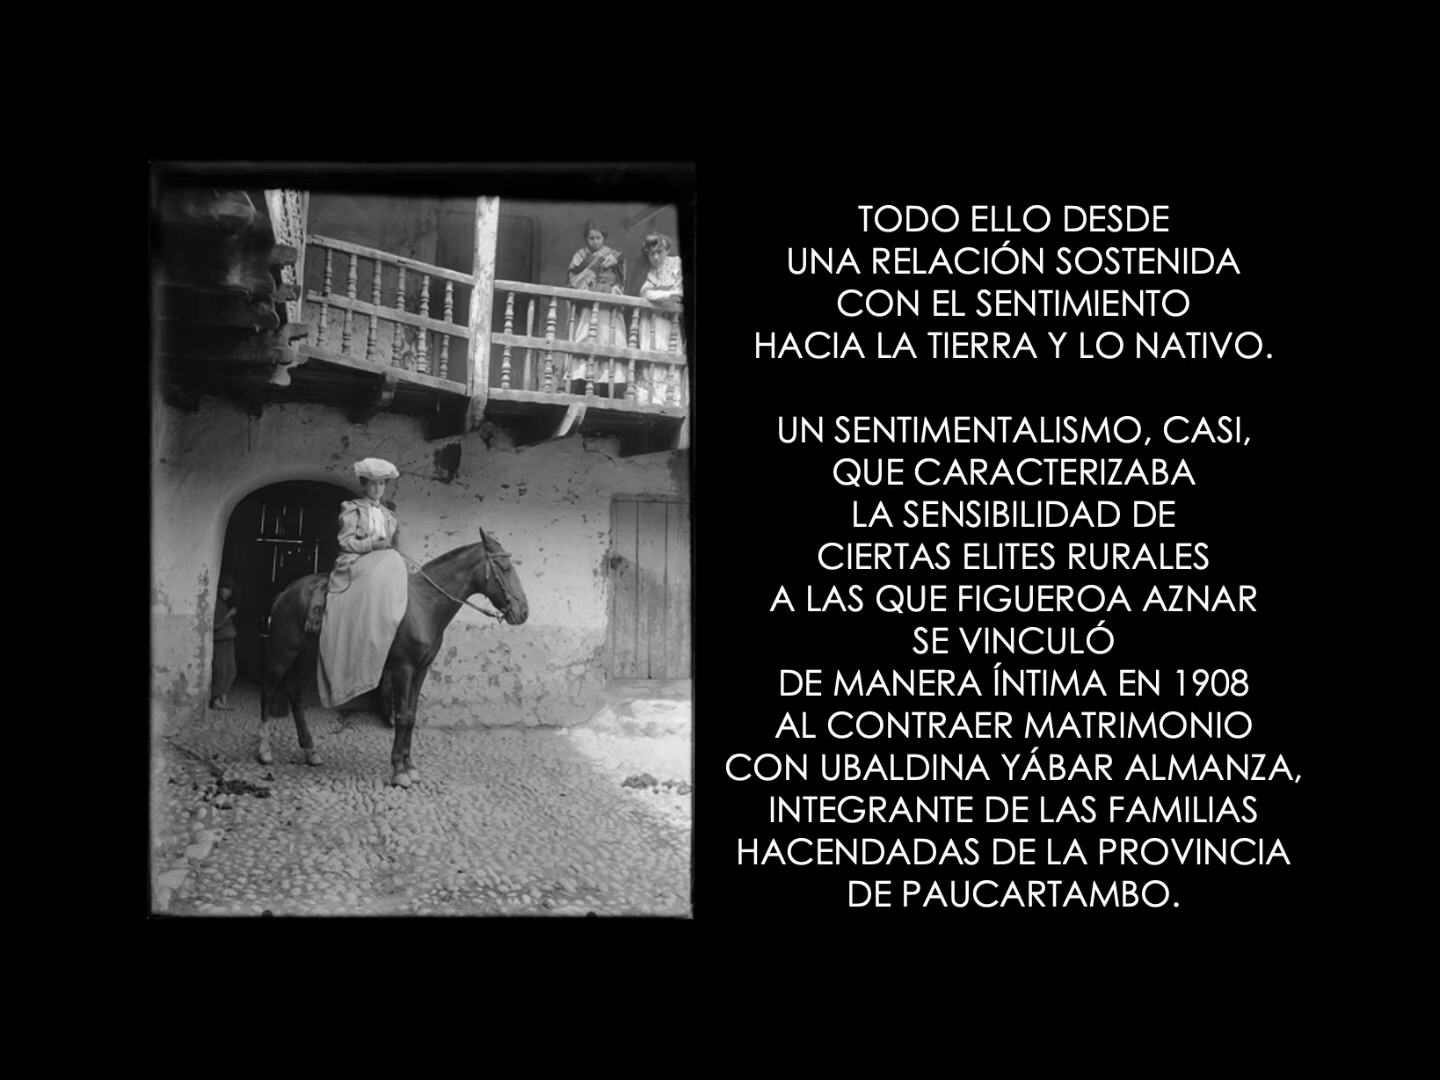 TODO ELLO DESDE
UNA RELACIÓN SOSTENIDA
CON EL SENTIMIENTO
HACIA LA TIERRA Y LO NATIVO.
UN SENTIMENTALISMO, CASI,
QUE CARACTERIZABA
LA SENSIBILIDAD DE
CIERTAS ELITES RURALES
A LAS QUE FIGUEROA AZNAR
SE VINCULÓ
DE MANERA ÍNTIMA EN 1908
AL CONTRAER MATRIMONIO
CON UBALDINA YÁBAR ALMANZA,
INTEGRANTE DE LAS FAMILIAS
HACENDADAS DE LA PROVINCIA
DE PAUCARTAMBO.